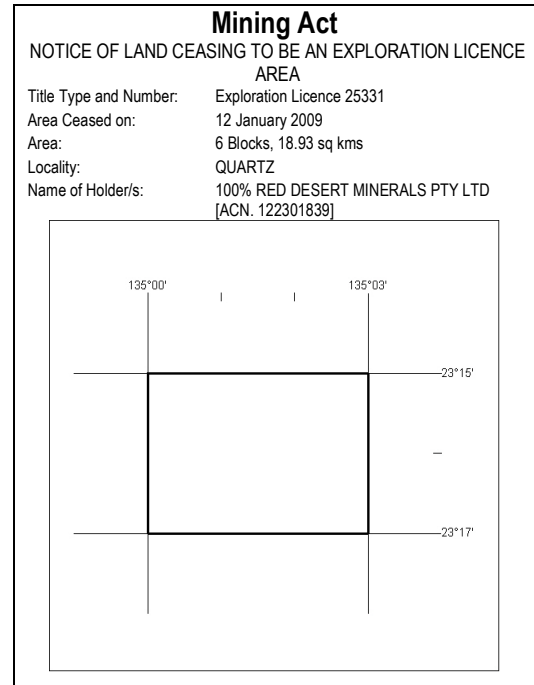 Mining Act
NOTICE OF LAND CEASING TO BE AN EXPLORATION LICENCE
AREA
Title Type and Number: Exploration Licence 25331
Area Ceased on: 12 January 2009
Area: 6 Blocks, 18.93 sq kms
Locality: QUARTZ
Name of Holder/s: 100% RED DESERT MINERALS PTY LTD
[ACN. 122301839]
135°00' 135°03'
23°15'
23°17'